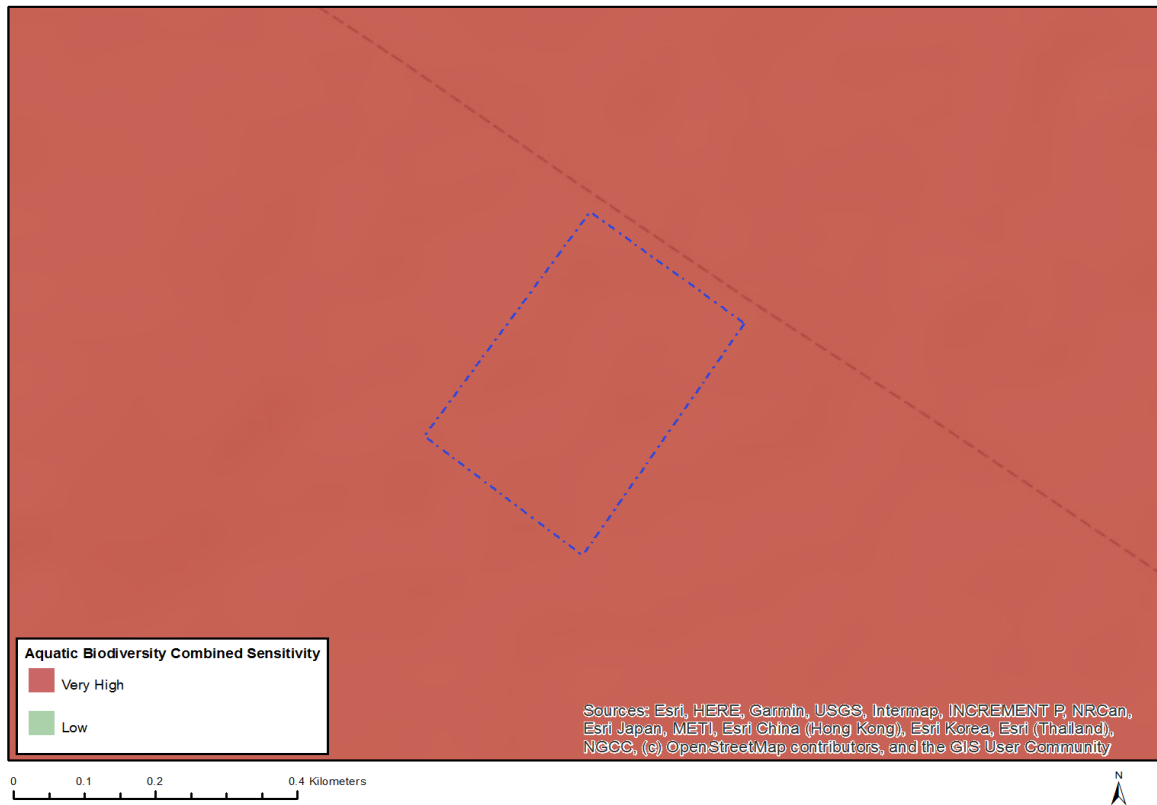 Aquatic Biodiversity Combined Sensitivity
Very High
Low
Sources: Esri, HERE, Garmin, USGS, Intermap, INCREMENT P, NRCan,
Esri Japan, METI, Esri China (Hong Kong), Esri Korea, Esri (Thailand),
NGCC, (c) OpenStreetMap contributors, and the GIS User Community
0 0.1 0.2 0.4 Kilometers
N